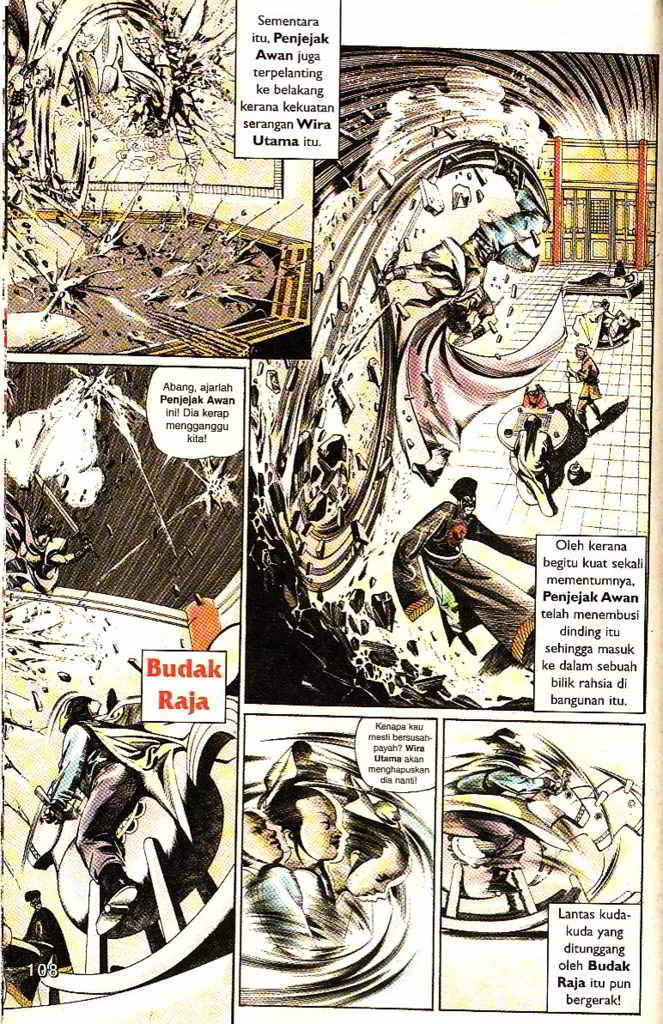 Sementara
itu, Penjejak
Awan juga
terpelanting
ke belakang
kerana kekuatan
serangan Wira
Utama itu.
Oleh kerana
begitu kuat sekali
mementumnya,
Penjejak Awan
telah menembusi
dinding itu
sehingga masuk
ke dalam sebuah
bilik rahsia di
bangunan itu.
Abang, ajarlah
Penjejak Awan
ini! Dia kerap
mengganggu
kita!
Budak
Raja
Kenapa kau
mesti bersusah-
payah? Wira
Utama akan
menghapuskan
dia nanti!
Lantas kuda-
kuda yang
ditunggang
oleh Budak
Raja itu pun
bergerak!
108